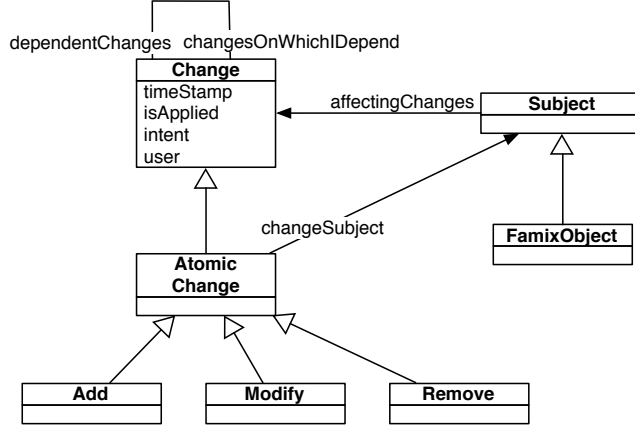 dependentChanges
changesOnWhichIDepend
Change
timeStamp
isApplied
intent
user
affectingChanges
Subject
changeSubject
FamixObject
Atomic
Change
Add
Modify
Remove